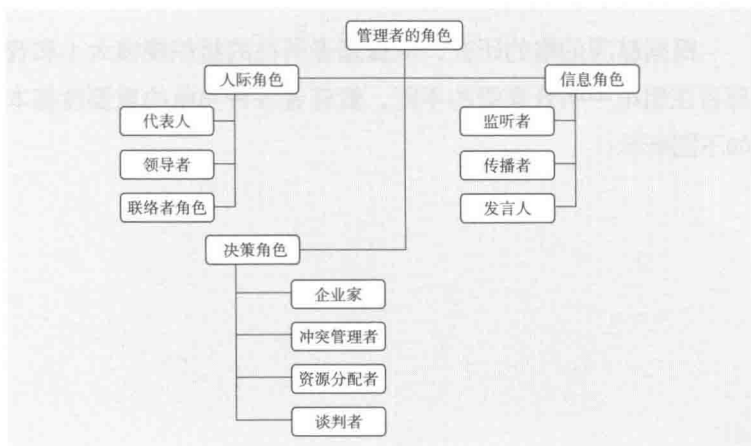 管理者的角色
人际角色
信息角色
代表人
监听者
领导者
传播者
联络者角色
发言人
决策角色
企业家
冲突管理者
资源分配者
谈判者